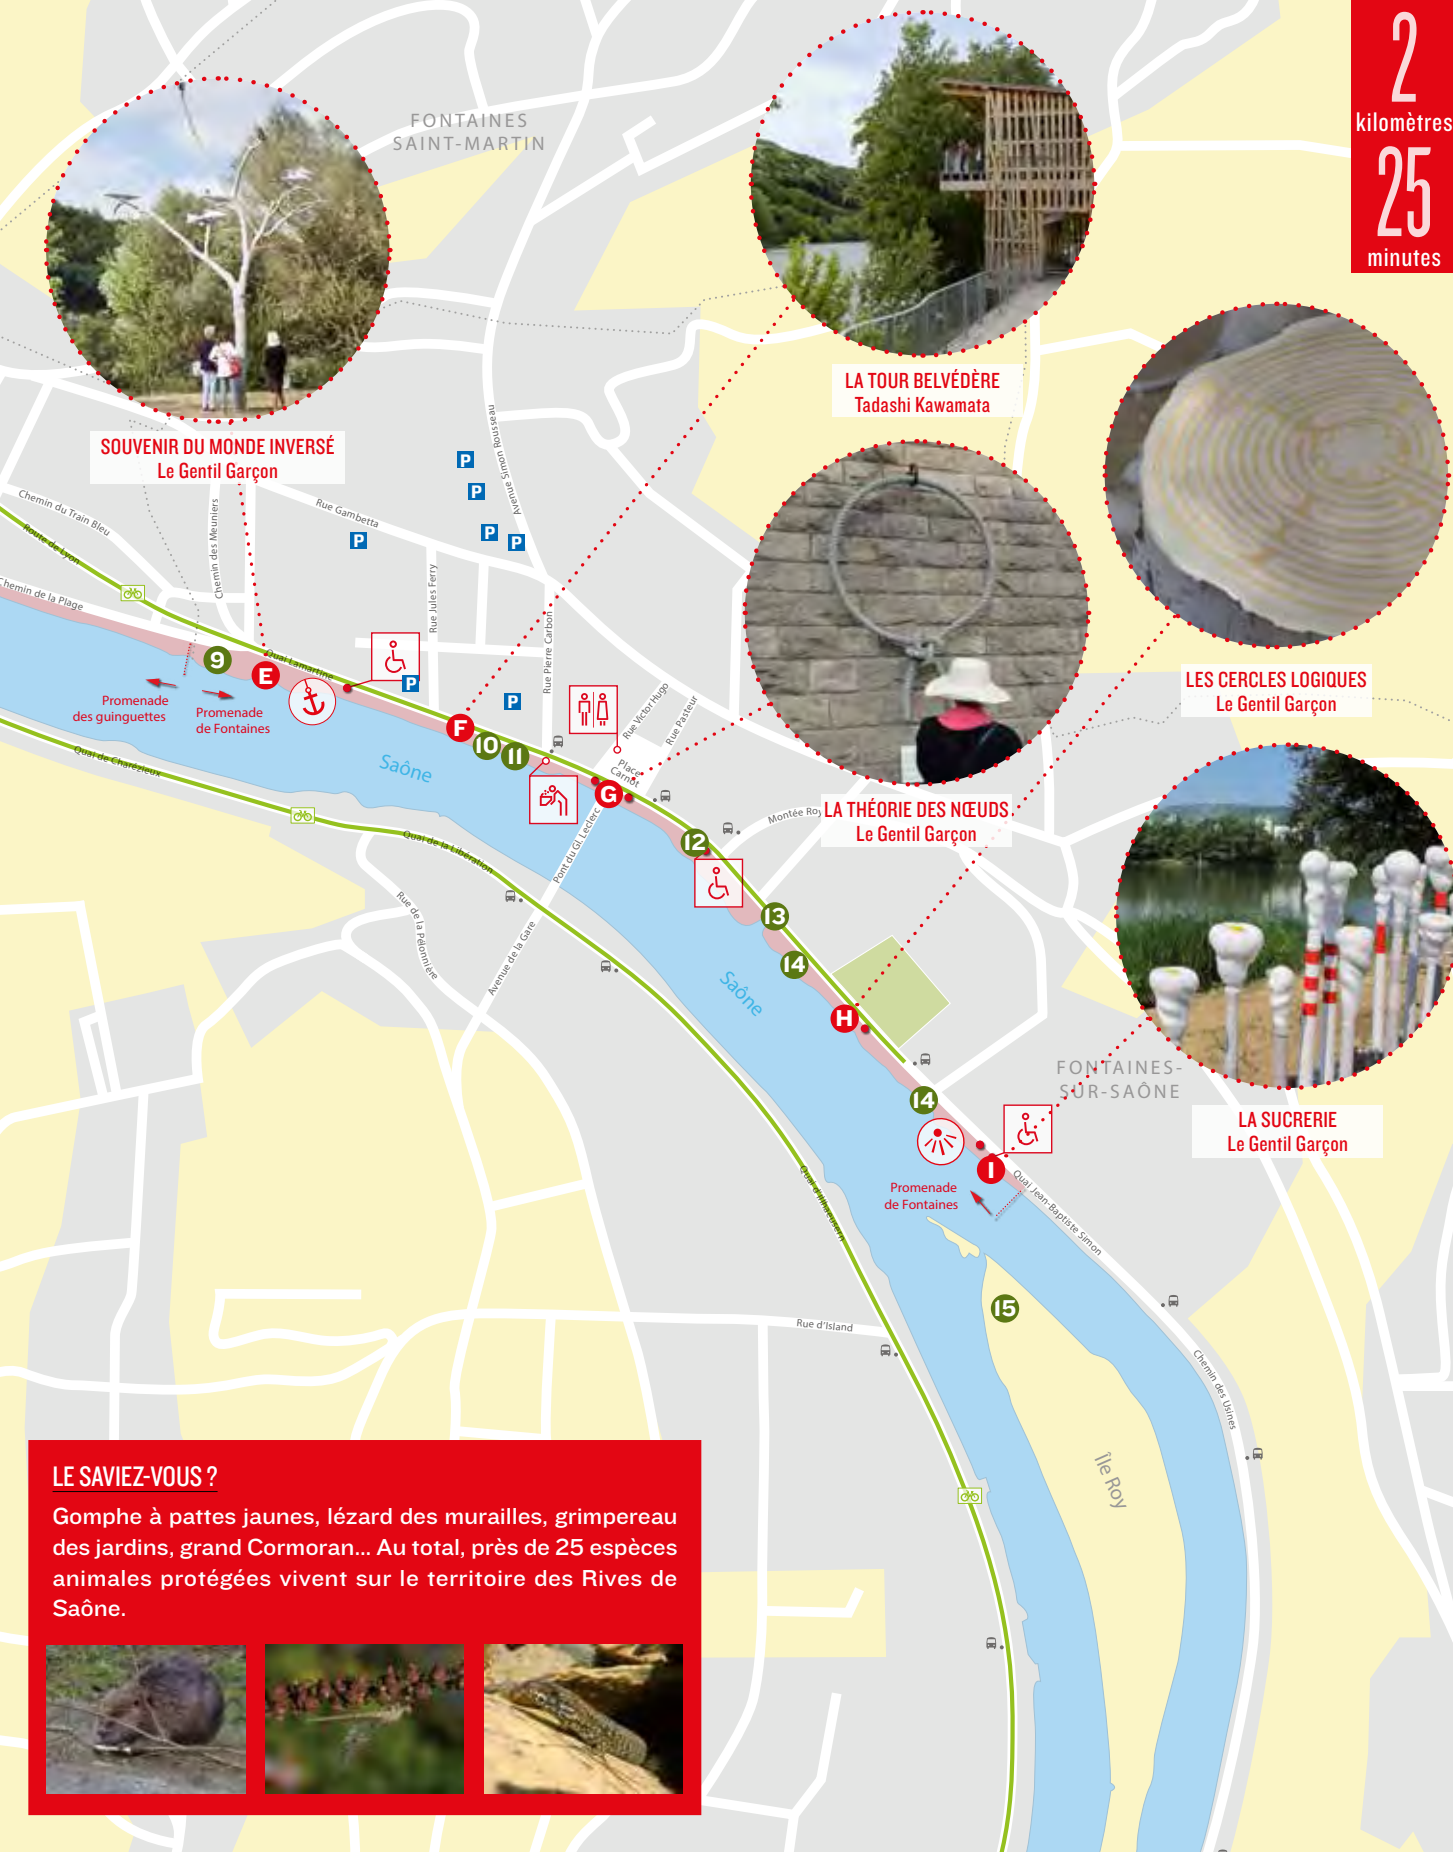 2
kilomètres
25
minutes
FONTAINES
SAINT-MARTIN
LA TOUR BELVÉDÈRE
Tadashi Kawamata
SOUVENIR DU MONDE INVERSÉ
Le Gentil Garçon
LES CERCLES LOGIQUES
Le Gentil Garçon
LA THÉORIE DES NŒUDS
Le Gentil Garçon
LA SUCRERIE
Le Gentil Garçon
Avenue Simon Rousseau
P
P
P
P
P
Rue Gambetta
Chemin du Train Bleu
Route de Lyon
Chemin des Meuniers
Chemin de la Plage
Rue Jules Ferry
Rue Pierre Carbon
Quai Lamartine
9
E
P
P
Rue Victor Hugo
Rue Pasteur
Promenade
des guinguettes
Promenade
de Fontaines
F
10
11
Place
Carnot
G
Saône
Quai de Charézieux
Quai de la Libération
Pont du Gl. Leclerc
Montée Roy
12
13
14
Rue de la Pelonnière
Avenue de la Gare
Saône
H
FONTAINES-
SUR-SAÔNE
14
I
Promenade
de Fontaines
Quai Jean-Baptiste Simon
Quai d'Illhaeusern
15
Rue d'Island
Chemin des Usines
Île Roy
LE SAVIEZ-VOUS ?
Gomphe à pattes jaunes, lézard des murailles, grimpereau
des jardins, grand Cormoran... Au total, près de 25 espèces
animales protégées vivent sur le territoire des Rives de
Saône.